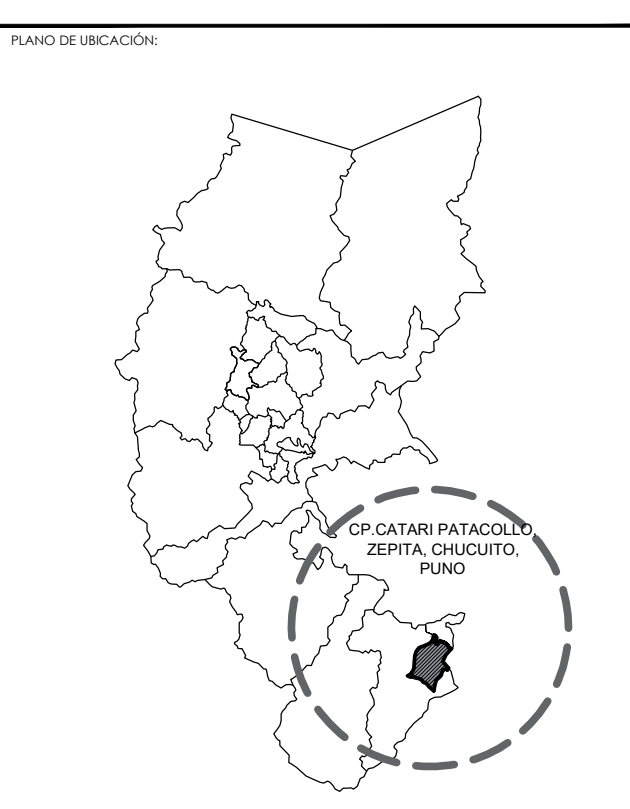 PLANO DE UBICACIÓN:
CP.CATARI PATACOLLO,
ZEPITA, CHUCUITO,
PUNO